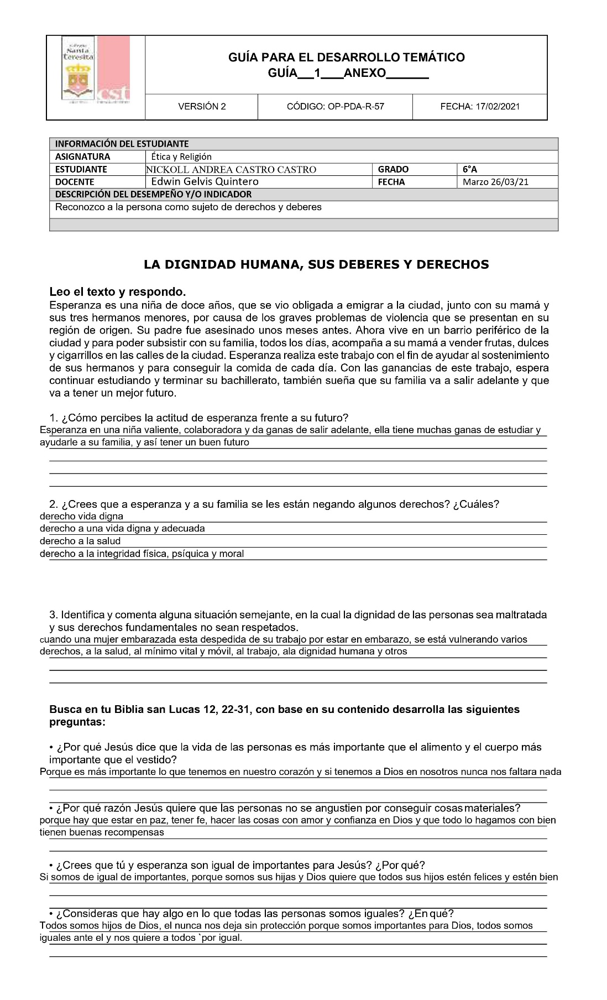 Colegio
Santa
Teresita
cst
GUÍA PARA EL DESARROLLO TEMÁTICO
GUÍA__1___ANEXO______
VERSIÓN 2
CÓDIGO: OP-PDA-R-57
FECHA: 17/02/2021
INFORMACIÓN DEL ESTUDIANTE
ASIGNATURA Ética y Religión
ESTUDIANTE NICKOLL ANDREA CASTRO CASTRO GRADO 6°A
DOCENTE Edwin Gelvis Quintero FECHA Marzo 26/03/21
DESCRIPCIÓN DEL DESEMPEÑO Y/O INDICADOR
Reconozco a la persona como sujeto de derechos y deberes
LA DIGNIDAD HUMANA, SUS DEBERES Y DERECHOS
Leo el texto y respondo.
Esperanza es una niña de doce años, que se vio obligada a emigrar a la ciudad, junto con su mamá y
sus tres hermanos menores, por causa de los graves problemas de violencia que se presentan en su
región de origen. Su padre fue asesinado unos meses antes. Ahora vive en un barrio periférico de la
ciudad y para poder subsistir con su familia, todos los días, acompaña a su mamá a vender frutas, dulces
y cigarrillos en las calles de la ciudad. Esperanza realiza este trabajo con el fin de ayudar al sostenimiento
de sus hermanos y para conseguir la comida de cada día. Con las ganancias de este trabajo, espera
continuar estudiando y terminar su bachillerato, también sueña que su familia va a salir adelante y que
va a tener un mejor futuro.
1. ¿Cómo percibes la actitud de esperanza frente a su futuro?
Esperanza en una niña valiente, colaboradora y da ganas de salir adelante, ella tiene muchas ganas de estudiar y
ayudarle a su familia, y así tener un buen futuro
2. ¿Crees que a esperanza y a su familia se les están negando algunos derechos? ¿Cuáles?
derecho vida digna
derecho a una vida digna y adecuada
derecho a la salud
derecho a la integridad física, psíquica y moral
3. Identifica y comenta alguna situación semejante, en la cual la dignidad de las personas sea maltratada
y sus derechos fundamentales no sean respetados.
cuando una mujer embarazada esta despedida de su trabajo por estar en embarazo, se está vulnerando varios
derechos, a la salud, al mínimo vital y móvil, al trabajo, ala dignidad humana y otros
Busca en tu Biblia san Lucas 12, 22-31, con base en su contenido desarrolla las siguientes
preguntas:
• ¿Por qué Jesús dice que la vida de las personas es más importante que el alimento y el cuerpo más
importante que el vestido?
Porque es más importante lo que tenemos en nuestro corazón y si tenemos a Dios en nosotros nunca nos faltara nada
• ¿Por qué razón Jesús quiere que las personas no se angustien por conseguir cosas materiales?
porque hay que estar en paz, tener fe, hacer las cosas con amor y confianza en Dios y que todo lo hagamos con bien
tienen buenas recompensas
• ¿Crees que tú y esperanza son igual de importantes para Jesús? ¿Por qué?
Si somos de igual de importantes, porque somos sus hijas y Dios quiere que todos sus hijos estén felices y estén bien
• ¿Consideras que hay algo en lo que todas las personas somos iguales? ¿En qué?
Todos somos hijos de Dios, el nunca nos deja sin protección porque somos importantes para Dios, todos somos
iguales ante el y nos quiere a todos `por igual.